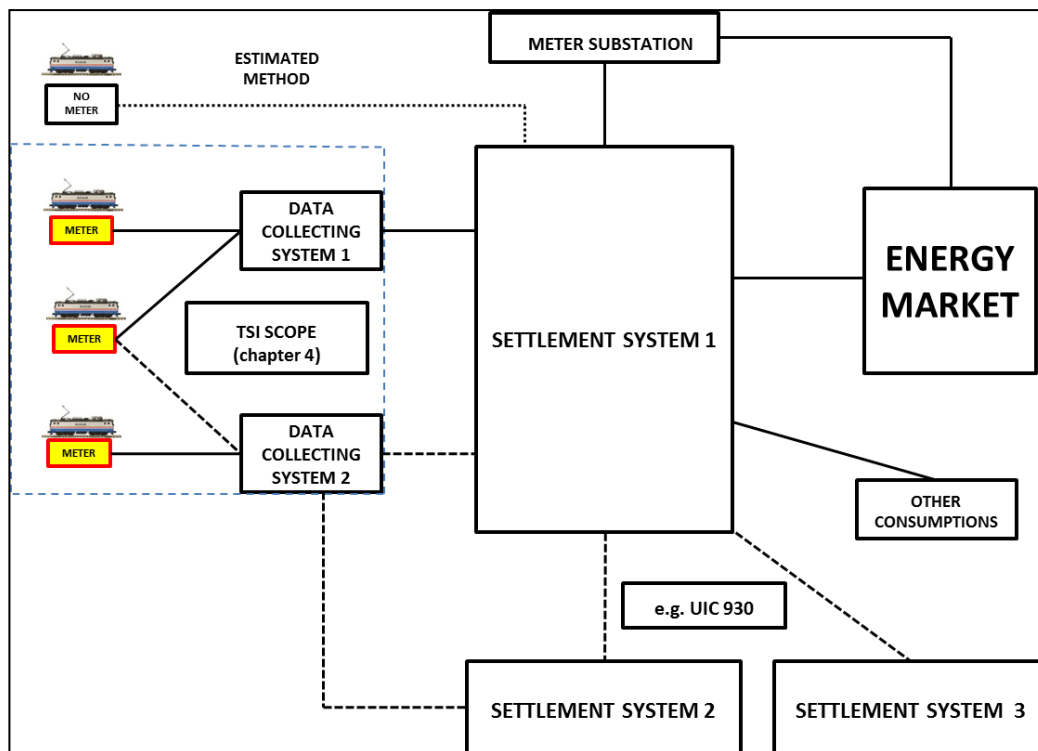 METER SUBSTATION
ESTIMATED
METHOD
NO
METER
METER
DATA
COLLECTING
SYSTEM 1
ENERGY
MARKET
METER
TSI SCOPE
(chapter 4)
SETTLEMENT SYSTEM 1
METER
DATA
COLLECTING
SYSTEM 2
OTHER
CONSUMPTIONS
e.g. UIC 930
SETTLEMENT SYSTEM 2
SETTLEMENT SYSTEM 3